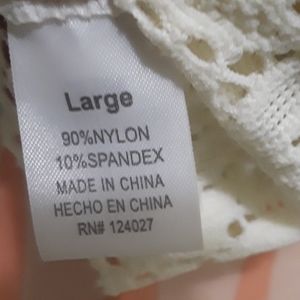 Large
90%NYLON
10%SPANDEX
MADE IN CHINA
HECHO EN CHINA
RN# 124027